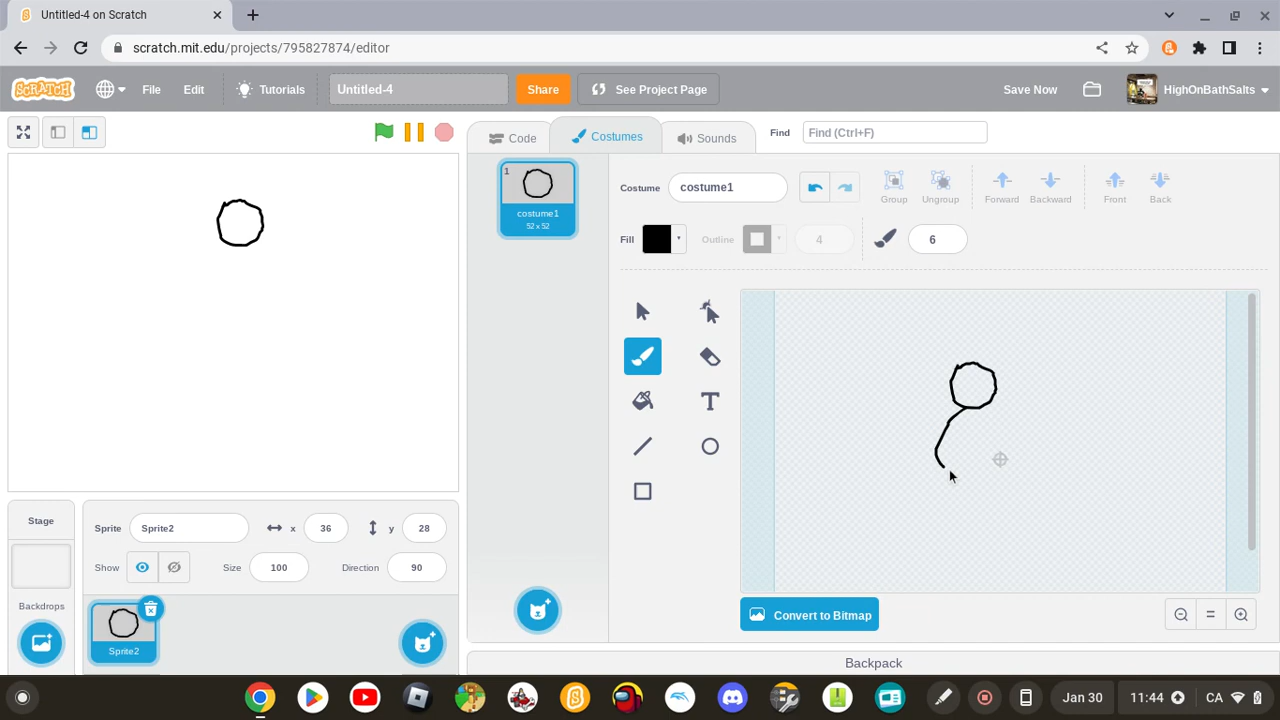 Untitled-4 on Scratch
scratch.mit.edu/projects/795827874/editor
SCRATCH File Edit Tutorials Untitled-4 Share See Project Page Save Now HighOnBathSalts
Code Costumes Sounds Find Find (Ctrl+F)
1
costume1
52 x 52
Costume costume1 Group Ungroup Forward Backward Front Back
Fill Outline 4 6
T
Convert to Bitmap
Sprite Sprite2 x 36 y 28
Show Size 100 Direction 90
Stage
Backdrops
Sprite2
Backpack
Jan 30 11:44 CA